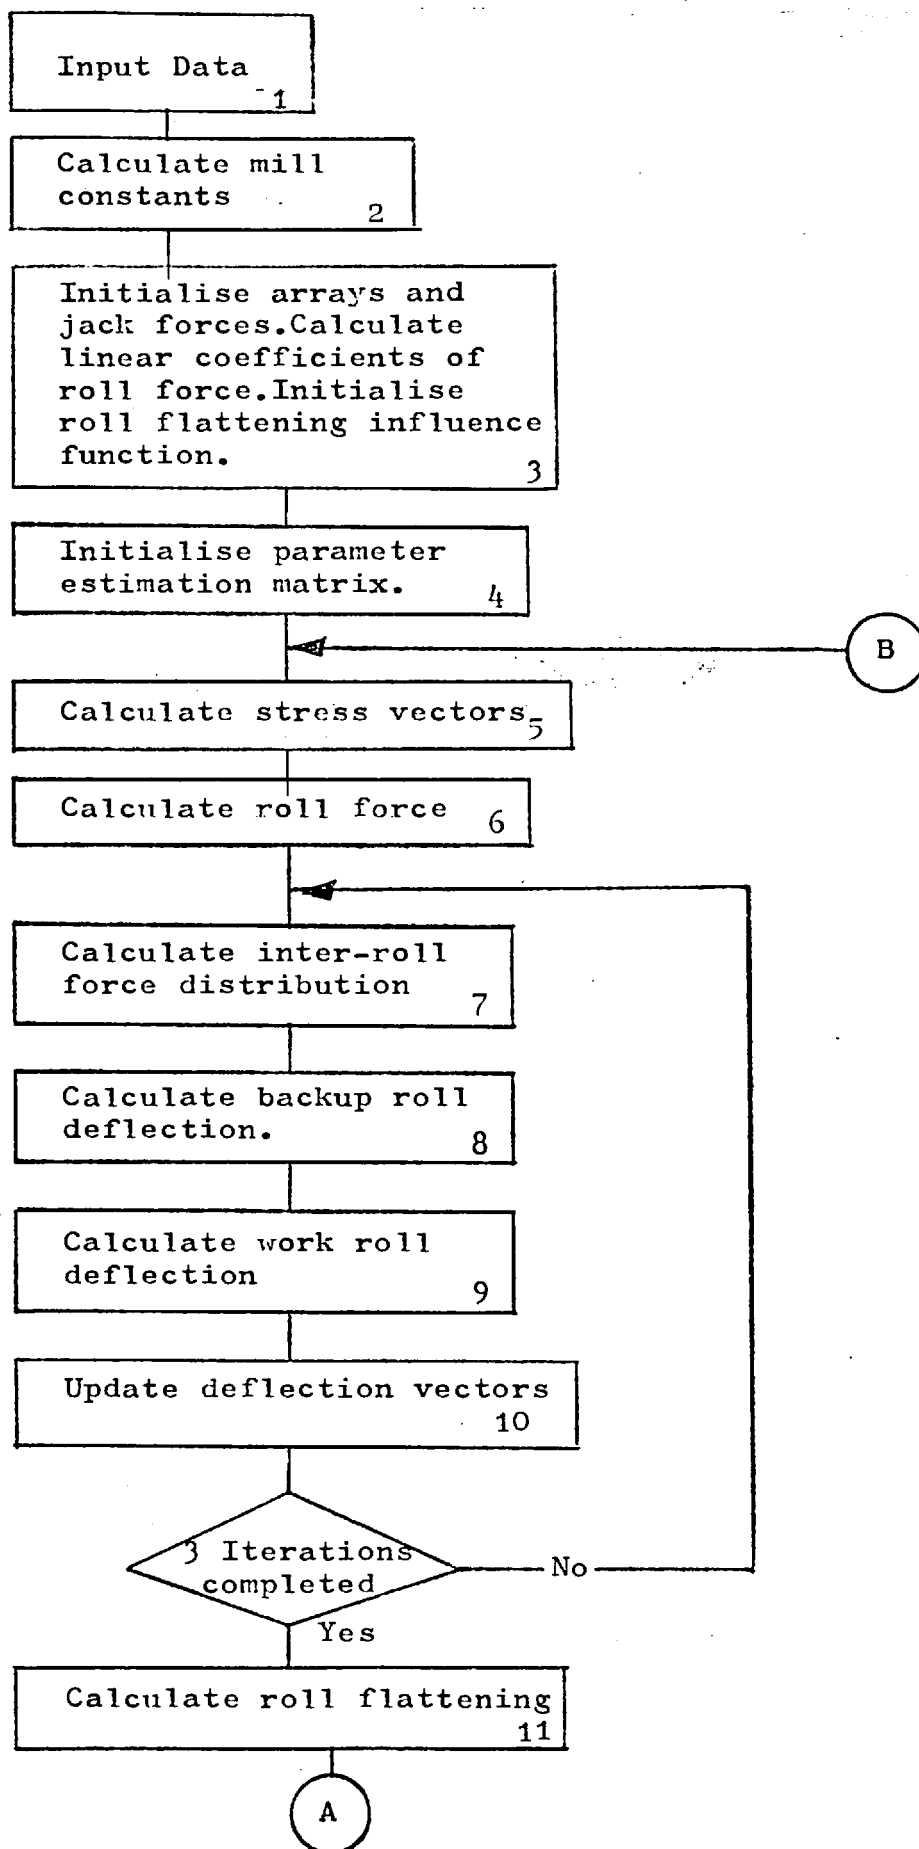 Input Data
1
Calculate mill
constants
2
Initialise arrays and
jack forces.Calculate
linear coefficients of
roll force.Initialise
roll flattening influence
function.
3
Initialise parameter
estimation matrix.
4
B
Calculate stress vectors
5
Calculate roll force
6
Calculate inter-roll
force distribution
7
Calculate backup roll
deflection.
8
Calculate work roll
deflection
9
Update deflection vectors
10
3 Iterations
completed
No
Yes
Calculate roll flattening
11
A